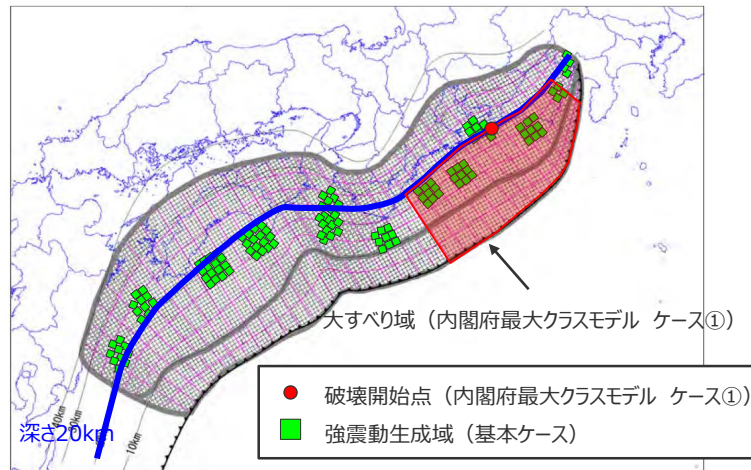 大すべり域（内閣府最大クラスモデル　ケース①）
破壊開始点（内閣府最大クラスモデル　ケース①）
強震動生成域（基本ケース）
深さ20km
40km
10km